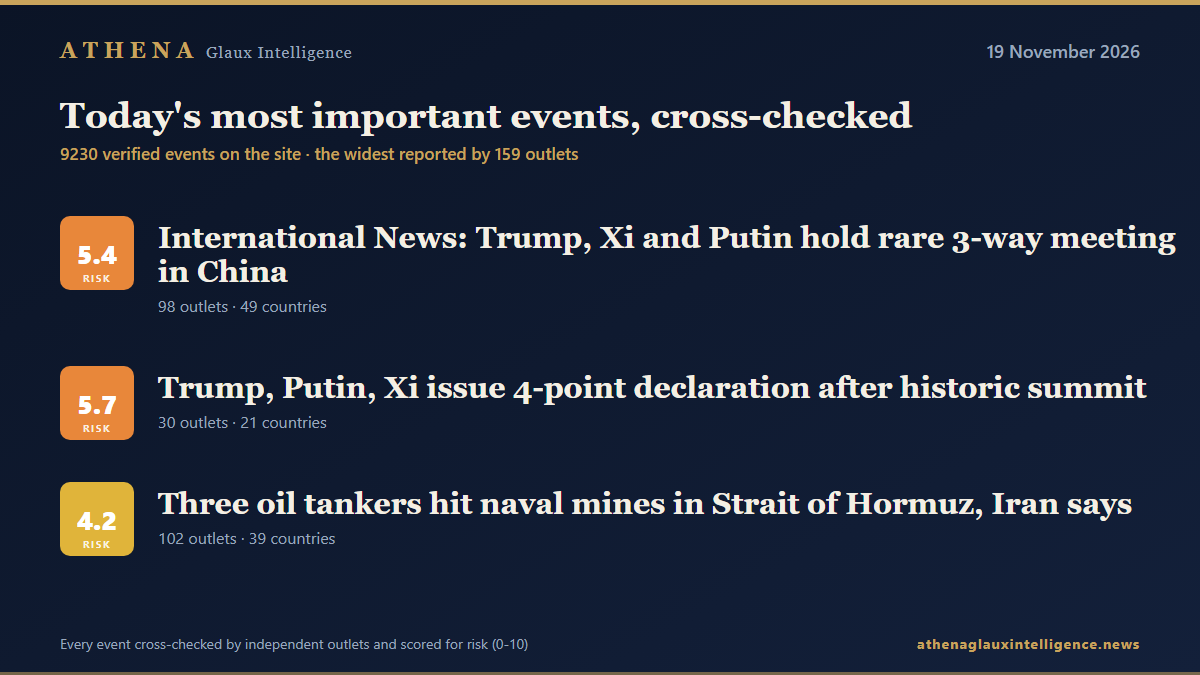 ATHENA Glaux Intelligence
19 November 2026
Today's most important events, cross-checked
9230 verified events on the site · the widest reported by 159 outlets
5.4
RISK
International News: Trump, Xi and Putin hold rare 3-way meeting
in China
98 outlets · 49 countries
5.7
RISK
Trump, Putin, Xi issue 4-point declaration after historic summit
30 outlets · 21 countries
4.2
RISK
Three oil tankers hit naval mines in Strait of Hormuz, Iran says
102 outlets · 39 countries
Every event cross-checked by independent outlets and scored for risk (0-10)
athenaglauxintelligence.news